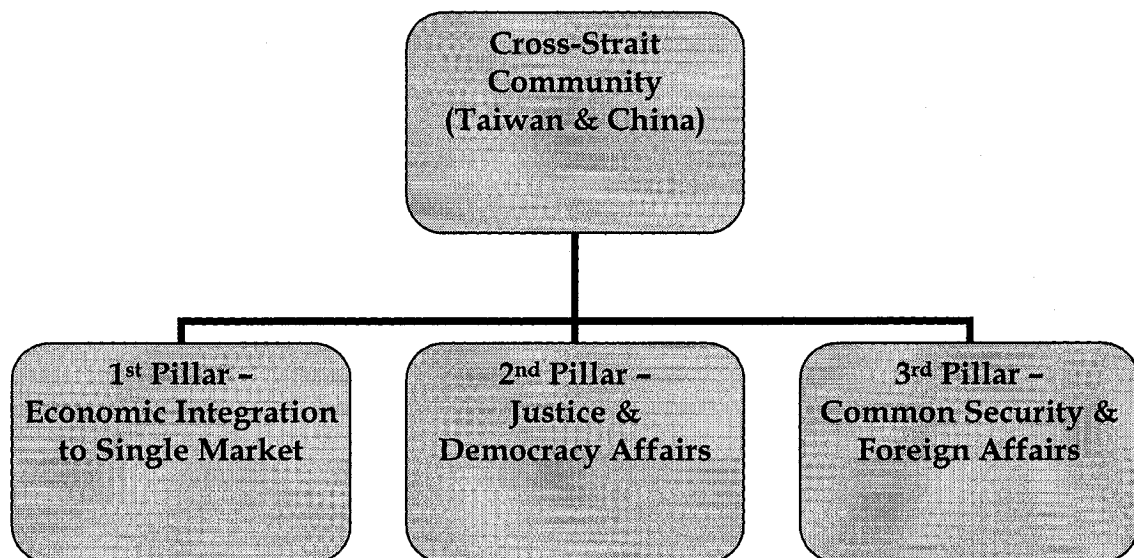 Cross-Strait
Community
(Taiwan & China)
1st Pillar –
Economic Integration
to Single Market
2nd Pillar –
Justice &
Democracy Affairs
3rd Pillar –
Common Security &
Foreign Affairs